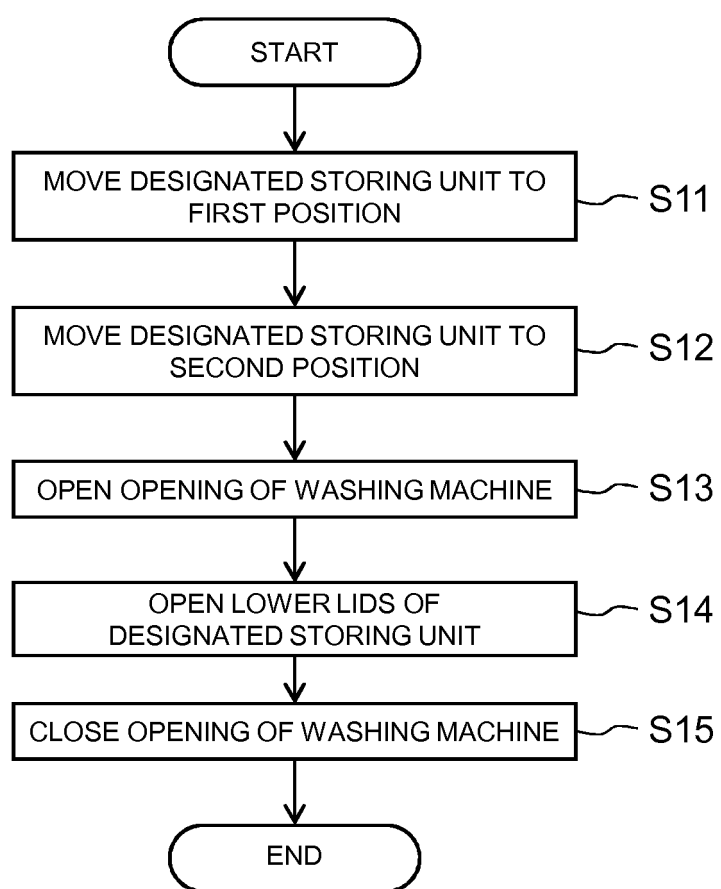 START
MOVE DESIGNATED STORING UNIT TO
FIRST POSITION
S11
MOVE DESIGNATED STORING UNIT TO
SECOND POSITION
S12
OPEN OPENING OF WASHING MACHINE
S13
OPEN LOWER LIDS OF
DESIGNATED STORING UNIT
S14
CLOSE OPENING OF WASHING MACHINE
S15
END